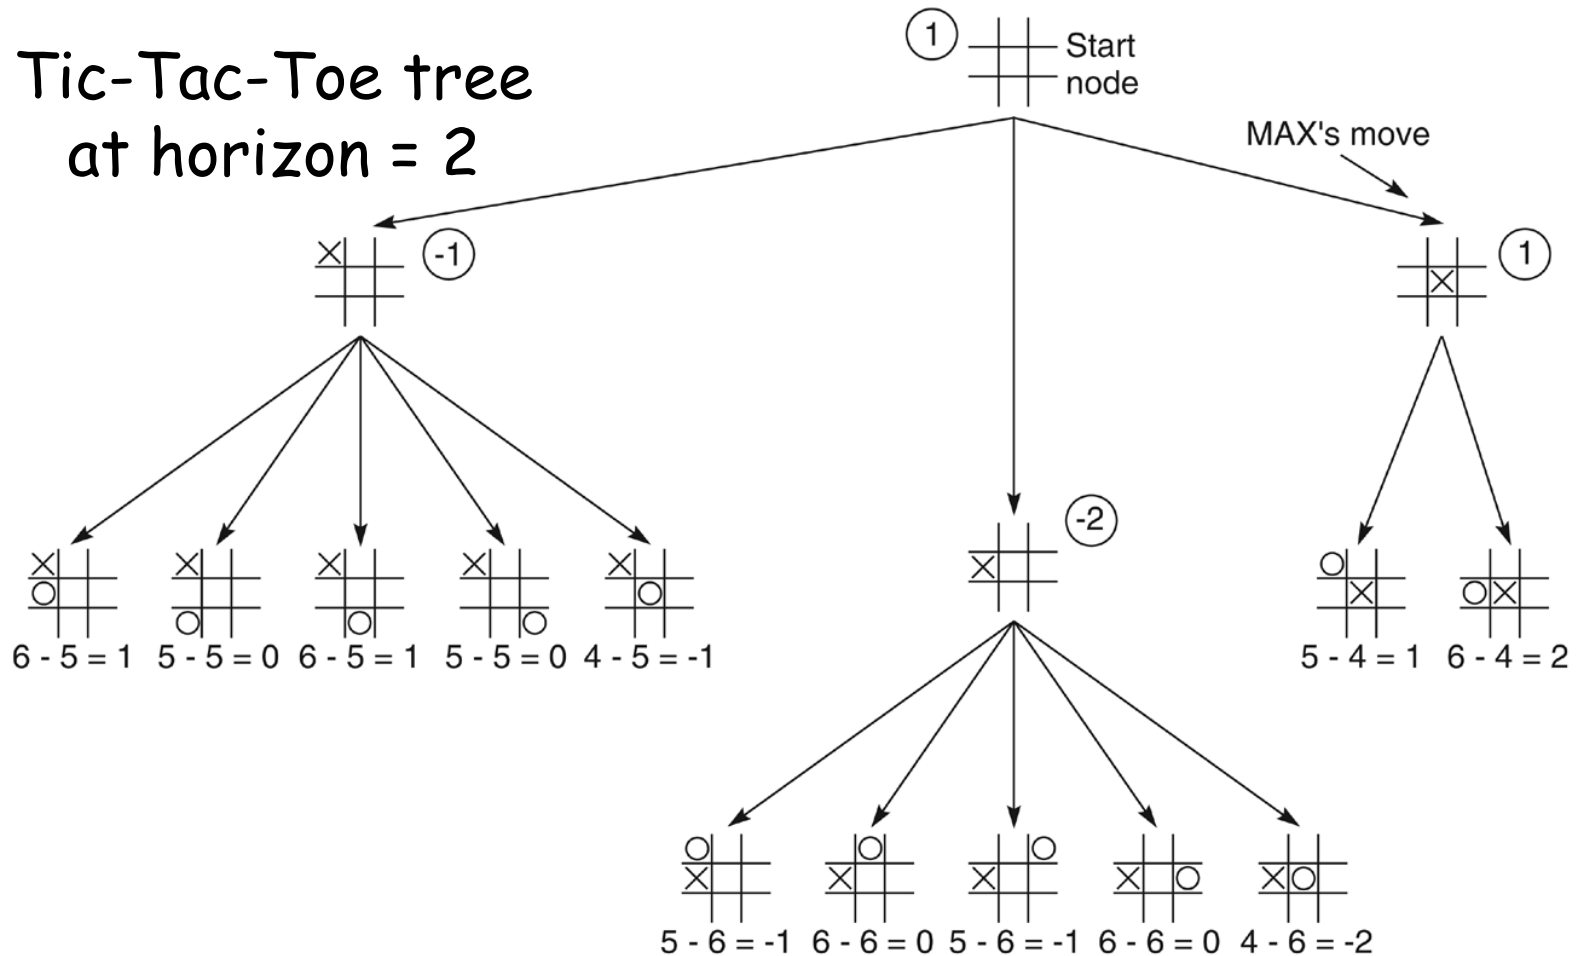 Tic-Tac-Toe tree
at horizon = 2
1
Start
node
MAX's move
-1
1
-2
6 - 5 = 1
5 - 5 = 0
6 - 5 = 1
5 - 5 = 0
4 - 5 = -1
5 - 4 = 1
6 - 4 = 2
5 - 6 = -1
6 - 6 = 0
5 - 6 = -1
6 - 6 = 0
4 - 6 = -2